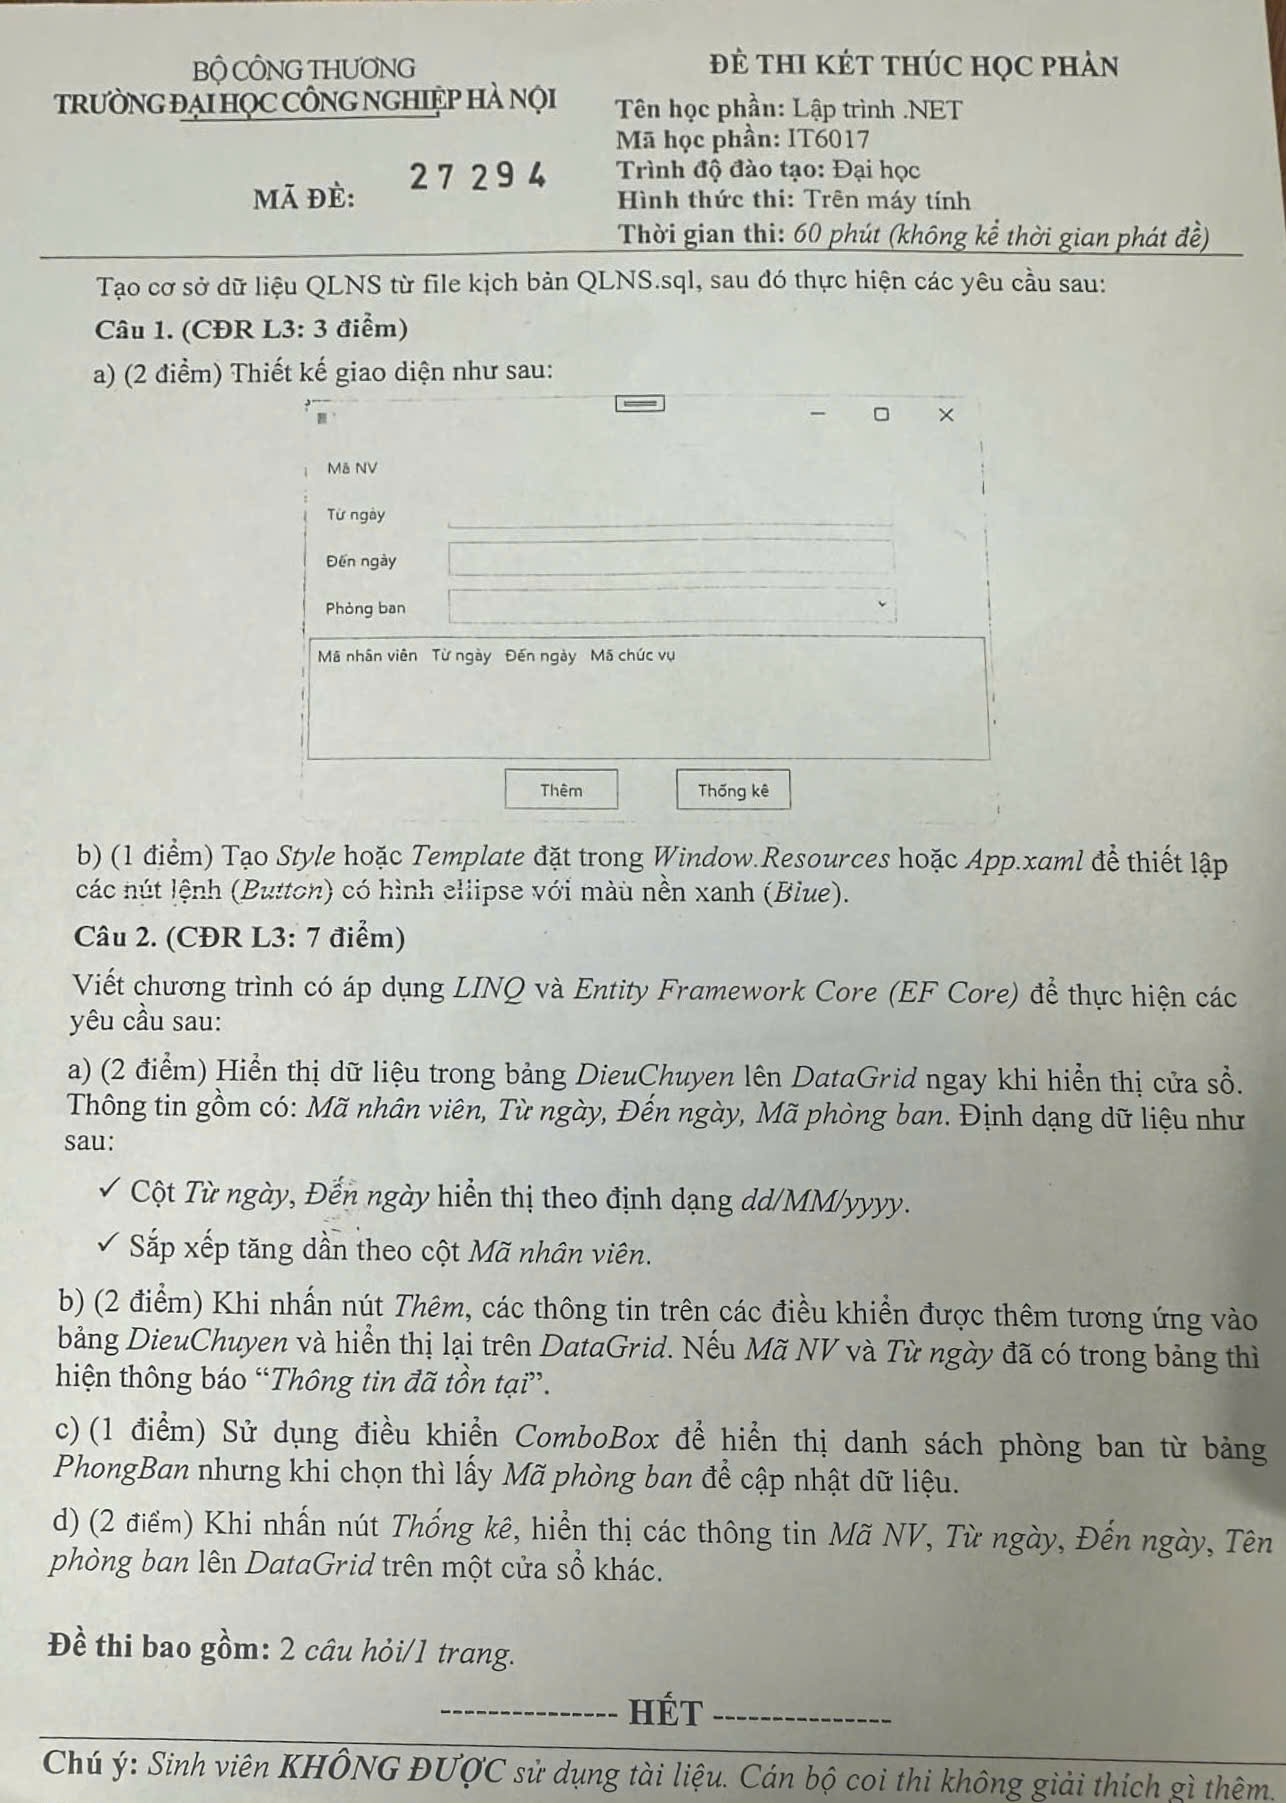 BỘ CÔNG THƯƠNG
TRƯỜNG ĐẠI HỌC CÔNG NGHIỆP HÀ NỘI
MÃ ĐỀ: 27 294
ĐỀ THI KẾT THÚC HỌC PHẦN
Tên học phần: Lập trình .NET
Mã học phần: IT6017
Trình độ đào tạo: Đại học
Hình thức thi: Trên máy tính
Thời gian thi: 60 phút (không kể thời gian phát đề)
Tạo cơ sở dữ liệu QLNS từ file kịch bản QLNS.sql, sau đó thực hiện các yêu cầu sau:
Câu 1. (CĐR L3: 3 điểm)
a) (2 điểm) Thiết kế giao diện như sau:
Mã NV
Từ ngày
Đến ngày
Phòng ban
Mã nhân viên Từ ngày Đến ngày Mã chức vụ
Thêm Thống kê
b) (1 điểm) Tạo Style hoặc Template đặt trong Window.Resources hoặc App.xaml để thiết lập
các nút lệnh (Button) có hình ellipse với màu nền xanh (Blue).
Câu 2. (CĐR L3: 7 điểm)
Viết chương trình có áp dụng LINQ và Entity Framework Core (EF Core) để thực hiện các
yêu cầu sau:
a) (2 điểm) Hiển thị dữ liệu trong bảng DieuChuyen lên DataGrid ngay khi hiển thị cửa sổ.
Thông tin gồm có: Mã nhân viên, Từ ngày, Đến ngày, Mã phòng ban. Định dạng dữ liệu như
sau:
✓ Cột Từ ngày, Đến ngày hiển thị theo định dạng dd/MM/yyyy.
✓ Sắp xếp tăng dần theo cột Mã nhân viên.
b) (2 điểm) Khi nhấn nút Thêm, các thông tin trên các điều khiển được thêm tương ứng vào
bảng DieuChuyen và hiển thị lại trên DataGrid. Nếu Mã NV và Từ ngày đã có trong bảng thì
hiện thông báo “Thông tin đã tồn tại”.
c) (1 điểm) Sử dụng điều khiển ComboBox để hiển thị danh sách phòng ban từ bảng
PhongBan nhưng khi chọn thì lấy Mã phòng ban để cập nhật dữ liệu.
d) (2 điểm) Khi nhấn nút Thống kê, hiển thị các thông tin Mã NV, Từ ngày, Đến ngày, Tên
phòng ban lên DataGrid trên một cửa sổ khác.
Đề thi bao gồm: 2 câu hỏi/1 trang.
---------------- HẾT ----------------
Chú ý: Sinh viên KHÔNG ĐƯỢC sử dụng tài liệu. Cán bộ coi thi không giải thích gì thêm.